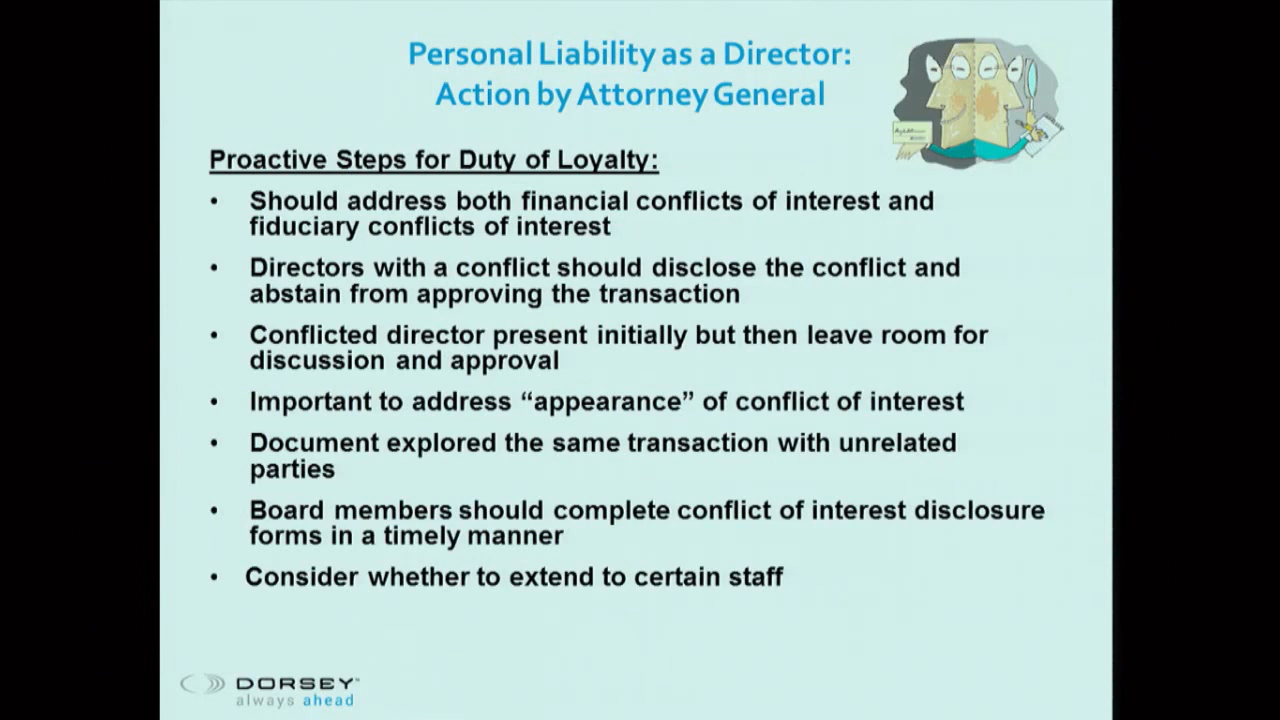 Personal Liability as a Director:
Action by Attorney General
Proactive Steps for Duty of Loyalty:
• Should address both financial conflicts of interest and
fiduciary conflicts of interest
• Directors with a conflict should disclose the conflict and
abstain from approving the transaction
• Conflicted director present initially but then leave room for
discussion and approval
• Important to address “appearance” of conflict of interest
• Document explored the same transaction with unrelated
parties
• Board members should complete conflict of interest disclosure
forms in a timely manner
• Consider whether to extend to certain staff
DORSEY™
always ahead